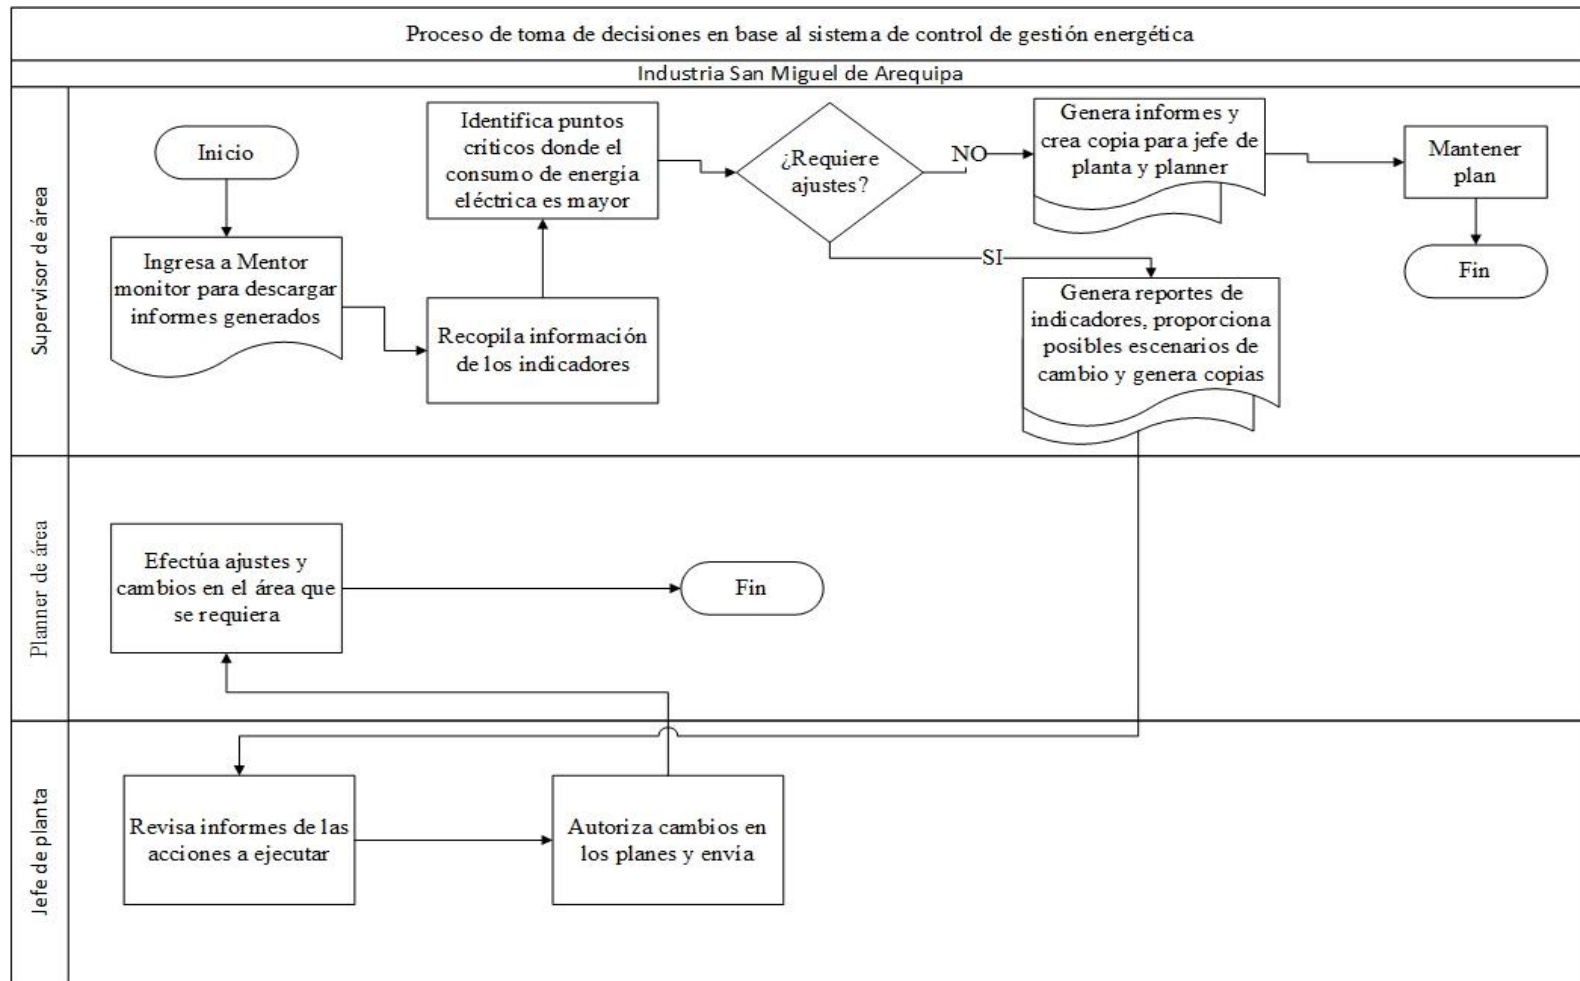 Proceso de toma de decisiones en base al sistema de control de gestión energética
Industria San Miguel de Arequipa
Supervisor de área
Inicio
Ingresa a Mentor
monitor para descargar
informes generados
Recopila información
de los indicadores
Identifica puntos
criticos donde el
consumo de energia
eléctrica es mayor
¿Requiere
ajustes?
NO
Genera informes y
crea copia para jefe de
planta y planner
Mantener
plan
Fin
SI
Genera reportes de
indicadores, proporciona
posibles escenarios de
cambio y genera copias
Planner de área
Efectúa ajustes y
cambios en el área que
se requiera
Fin
Jefe de planta
Revisa informes de las
acciones a ejecutar
Autoriza cambios en
los planes y envía